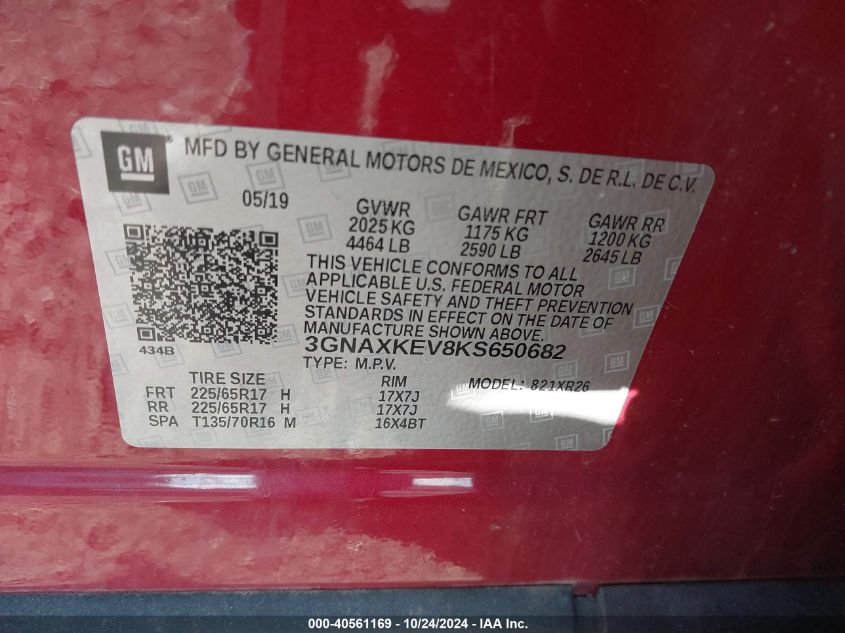 GM ® MFD BY GENERAL MOTORS DE MEXICO, S. DE R.L. DE C.V.
05/19
GVWR GAWR FRT GAWR RR
2025 KG 1175 KG 1200 KG
4464 LB 2590 LB 2645 LB
THIS VEHICLE CONFORMS TO ALL
APPLICABLE U.S. FEDERAL MOTOR
VEHICLE SAFETY AND THEFT PREVENTION
STANDARDS IN EFFECT ON THE DATE OF
MANUFACTURE SHOWN ABOVE.
434B
3GNAXKEV8KS650682
TYPE: M.P.V.
TIRE SIZE RIM MODEL: 821XR26
FRT 225/65R17 H 17X7J
RR 225/65R17 H 17X7J
SPA T135/70R16 M 16X4BT
000-40561169 - 10/24/2024 - IAA Inc.